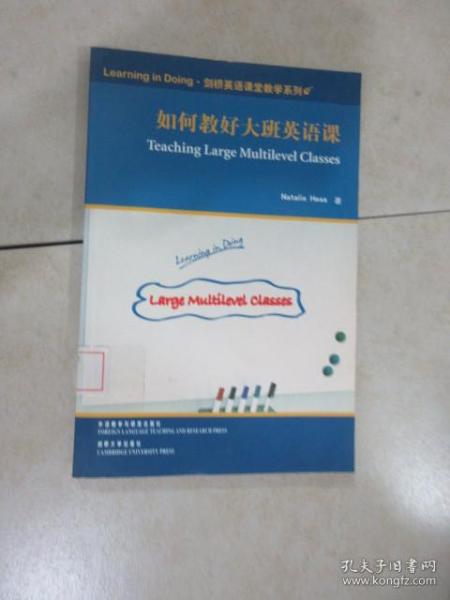 Learning in Doing · 剑桥英语课堂教学系列
如何教好大班英语课
Teaching Large Multilevel Classes
Natalie Hess 著
Learning in Doing
Large Multilevel Classes
外语教学与研究出版社
FOREIGN LANGUAGE TEACHING AND RESEARCH PRESS
剑桥大学出版社
CAMBRIDGE UNIVERSITY PRESS
孔夫子旧书网
www.kongfz.com